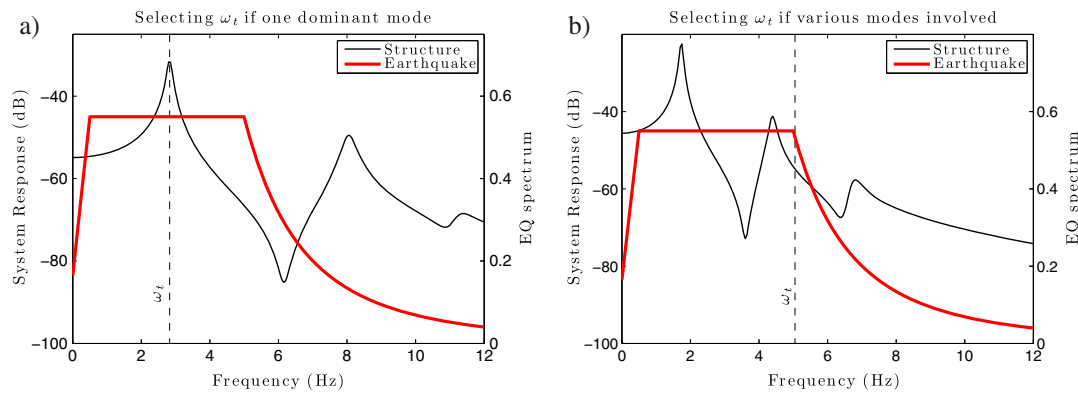 a)
Selecting ω_t if one dominant mode
Structure
Earthquake
System Response (dB)
−40
−60
−80
−100
EQ spectrum
0.6
0.4
0.2
0
ω_t
0 2 4 6 8 10 12
Frequency (Hz)
b)
Selecting ω_t if various modes involved
Structure
Earthquake
System Response (dB)
−40
−60
−80
−100
EQ spectrum
0.6
0.4
0.2
0
ω_t
0 2 4 6 8 10 12
Frequency (Hz)